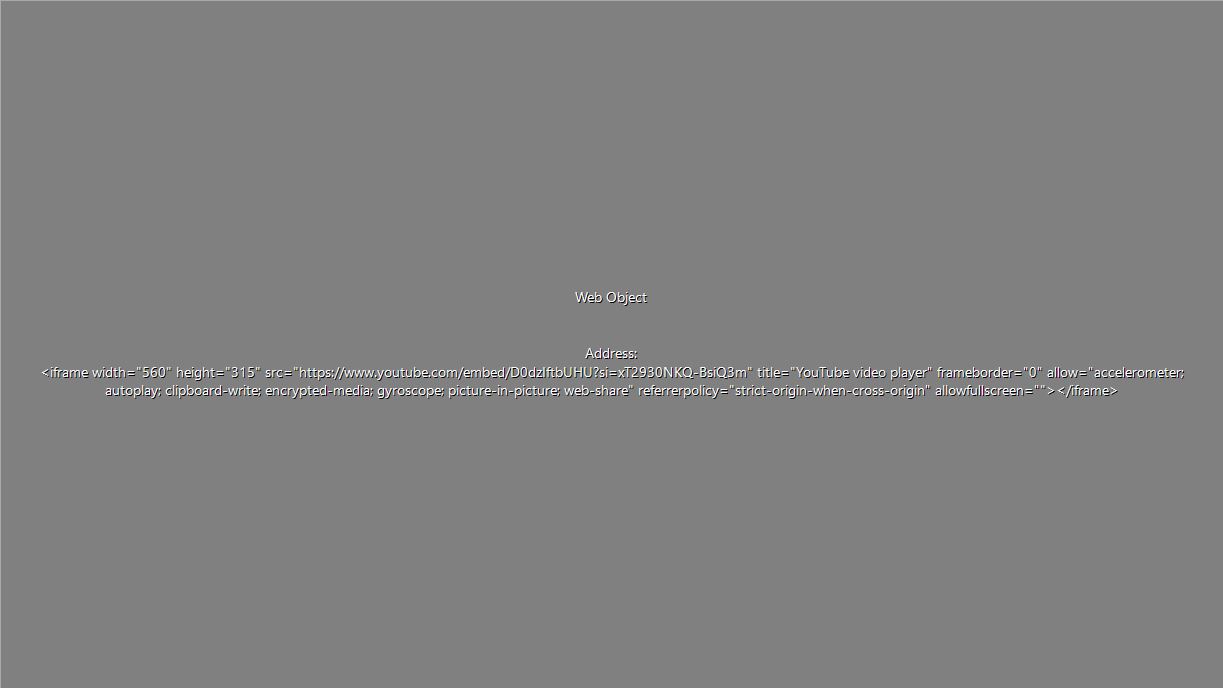 Web Object
Address:
<iframe width="560" height="315" src="https://www.youtube.com/embed/D0dzIftbUHU?si=xT2930NKQ-BsiQ3m" title="YouTube video player" frameborder="0" allow="accelerometer;
autoplay; clipboard-write; encrypted-media; gyroscope; picture-in-picture; web-share" referrerpolicy="strict-origin-when-cross-origin" allowfullscreen=""></iframe>